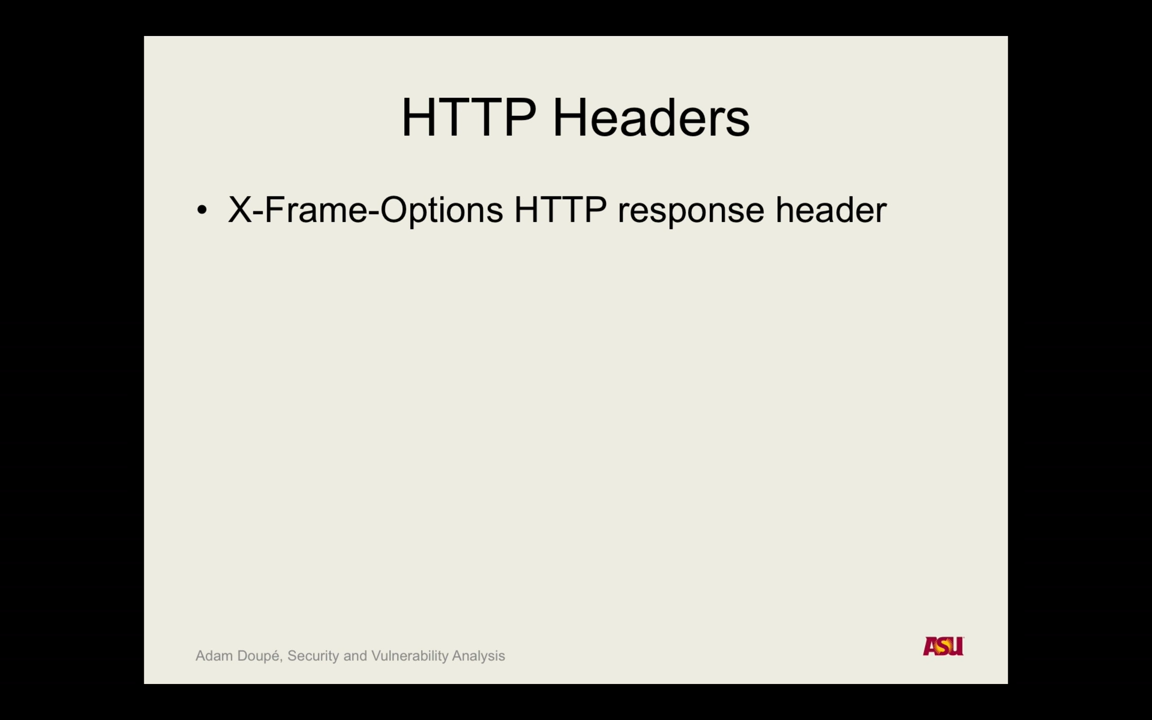 HTTP Headers
• X-Frame-Options HTTP response header
Adam Doupé, Security and Vulnerability Analysis
ASU